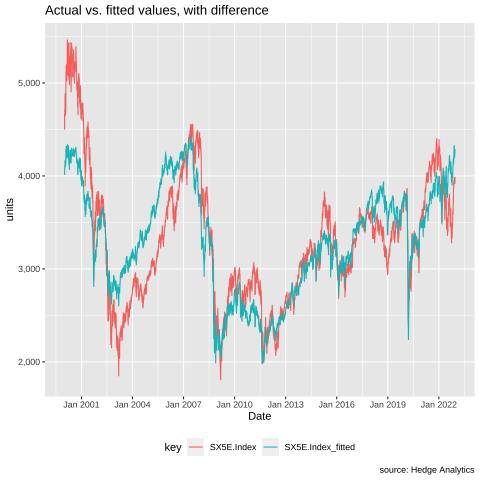 Actual vs. fitted values, with difference
units
5,000
4,000
3,000
2,000
Jan 2001 Jan 2004 Jan 2007 Jan 2010 Jan 2013 Jan 2016 Jan 2019 Jan 2022
Date
key SX5E.Index SX5E.Index_fitted
source: Hedge Analytics